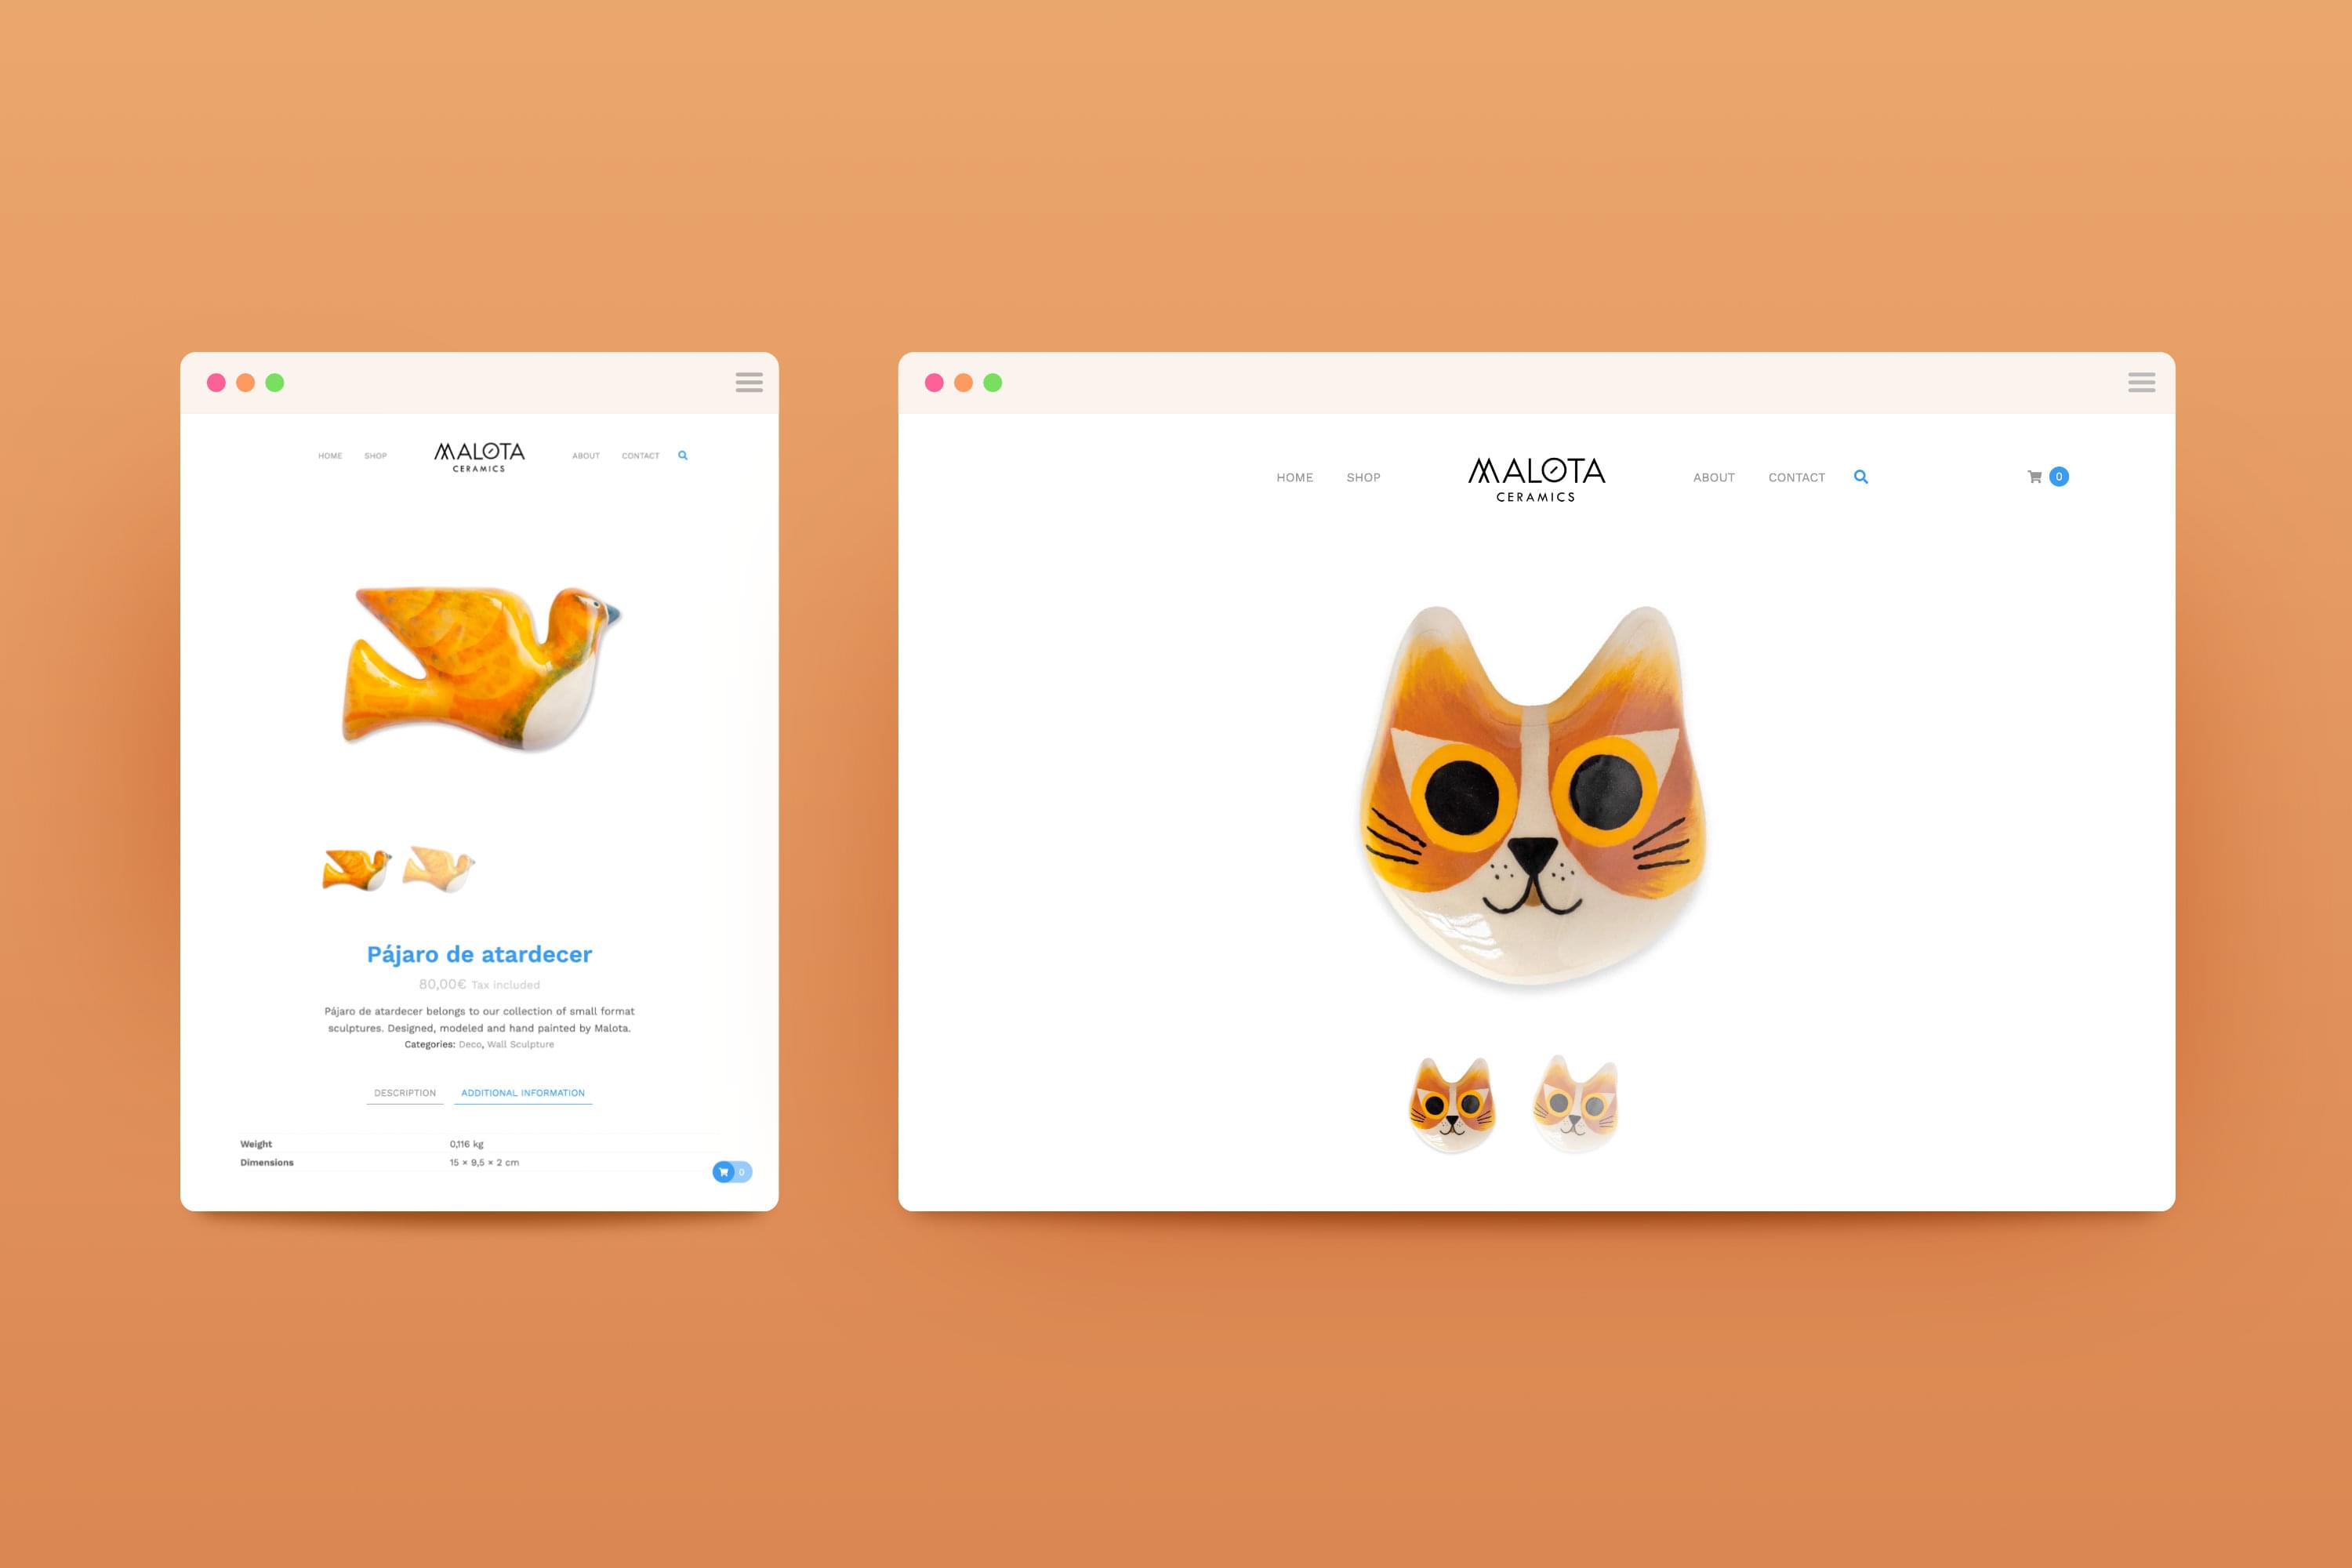 HOME SHOP MALOTA ABOUT CONTACT
CERAMICS
Pájaro de atardecer
80,00€ Tax included
Pájaro de atardecer belongs to our collection of small format
sculptures. Designed, modeled and hand painted by Malota.
Categories: Deco, Wall Sculpture
DESCRIPTION ADDITIONAL INFORMATION
Weight 0,116 kg
Dimensions 15 × 9,5 × 2 cm
0
HOME SHOP MALOTA ABOUT CONTACT 0
CERAMICS